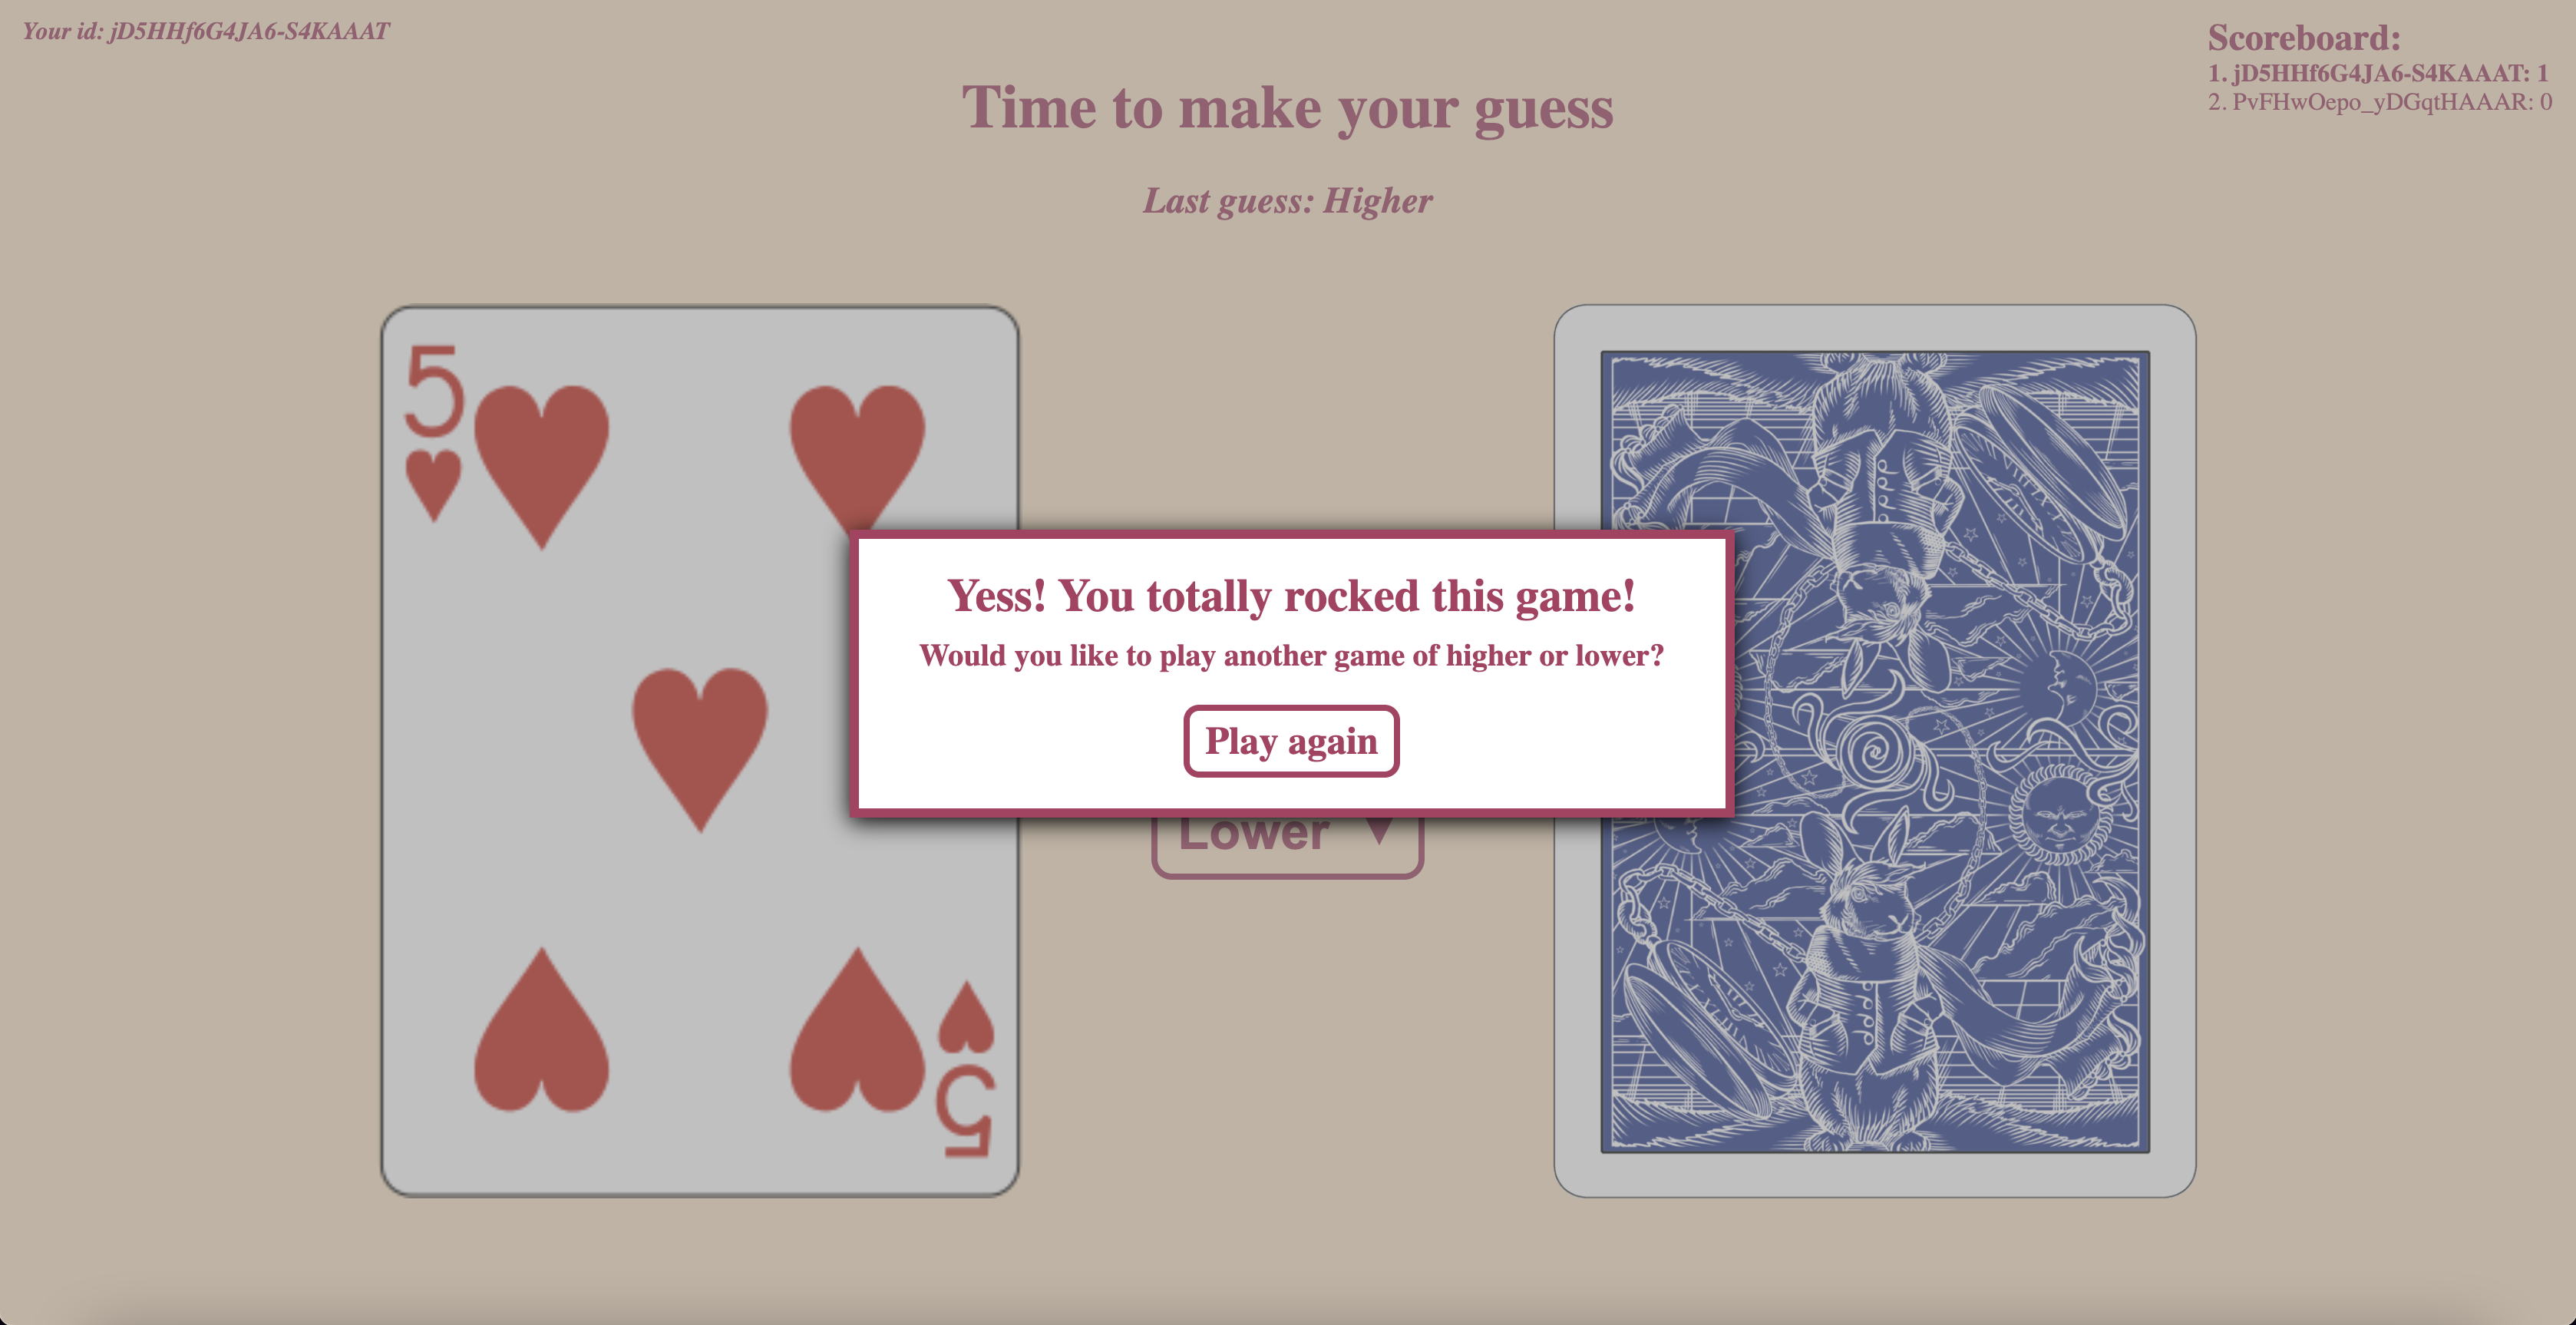 Your id: jD5HHf6G4JA6-S4KAAAT
Scoreboard:
1. jD5HHf6G4JA6-S4KAAAT: 1
2. PvFHwOepo_yDGqtHAAAR: 0
Time to make your guess
Last guess: Higher
5
Yess! You totally rocked this game!
Would you like to play another game of higher or lower?
Play again
Lower ▼
5